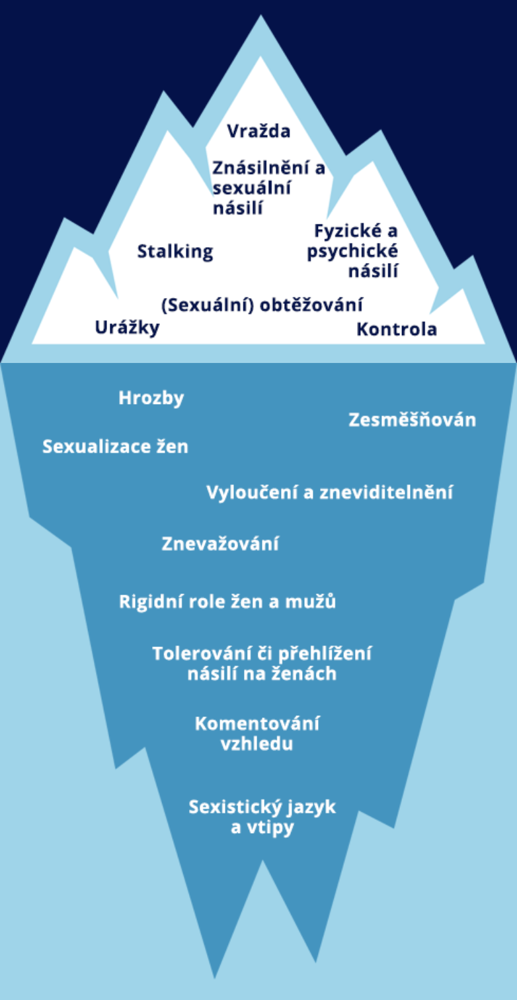 Vražda
Znásilnění a
sexuální
násilí
Fyzické a
psychické
násilí
Stalking
(Sexuální) obtěžování
Urážky
Kontrola
Hrozby
Zesměšňován
Sexualizace žen
Vyloučení a zneviditelnění
Znevažování
Rigidní role žen a mužů
Tolerování či přehlížení
násilí na ženách
Komentování
vzhledu
Sexistický jazyk
a vtipy